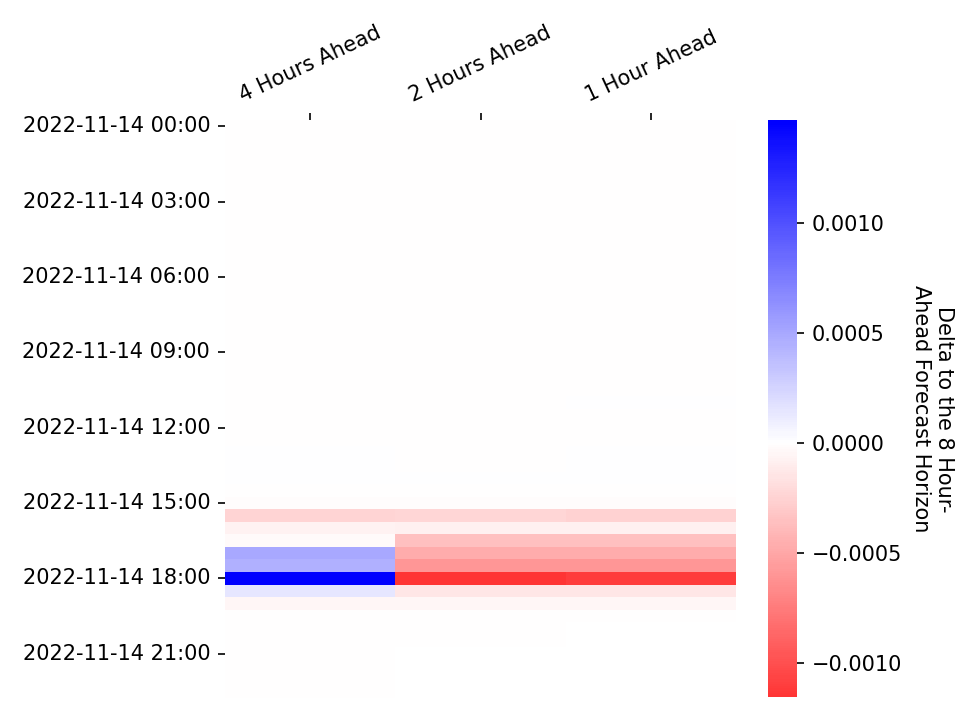 4 Hours Ahead
2 Hours Ahead
1 Hour Ahead
2022-11-14 00:00
2022-11-14 03:00
2022-11-14 06:00
2022-11-14 09:00
2022-11-14 12:00
2022-11-14 15:00
2022-11-14 18:00
2022-11-14 21:00
0.0010
0.0005
0.0000
−0.0005
−0.0010
Delta to the 8 Hour-
Ahead Forecast Horizon